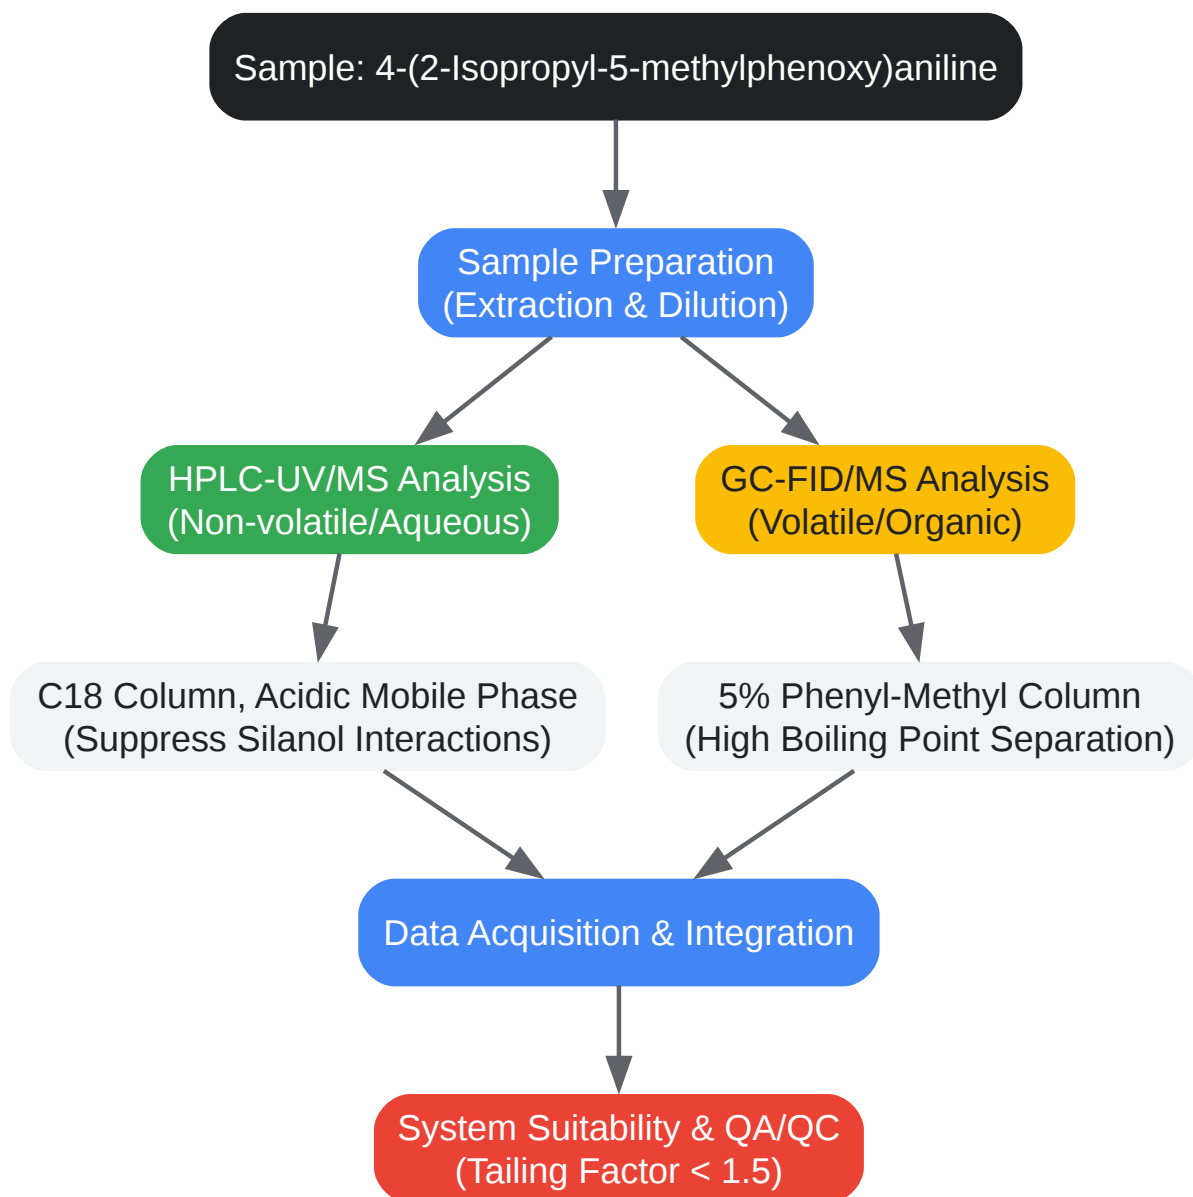 Sample: 4-(2-Isopropyl-5-methylphenoxy)aniline
Sample Preparation
(Extraction & Dilution)
HPLC-UV/MS Analysis
(Non-volatile/Aqueous)
GC-FID/MS Analysis
(Volatile/Organic)
C18 Column, Acidic Mobile Phase
(Suppress Silanol Interactions)
5% Phenyl-Methyl Column
(High Boiling Point Separation)
Data Acquisition & Integration
System Suitability & QA/QC
(Tailing Factor < 1.5)